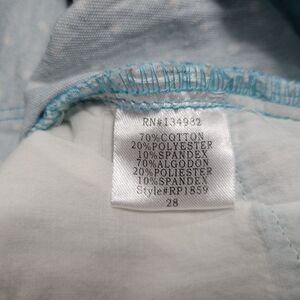 RN#134982
70%COTTON
20%POLYESTER
10%SPANDEX
70%ALGODON
20%POLIESTER
10%SPANDEX
Style#RP1859
28